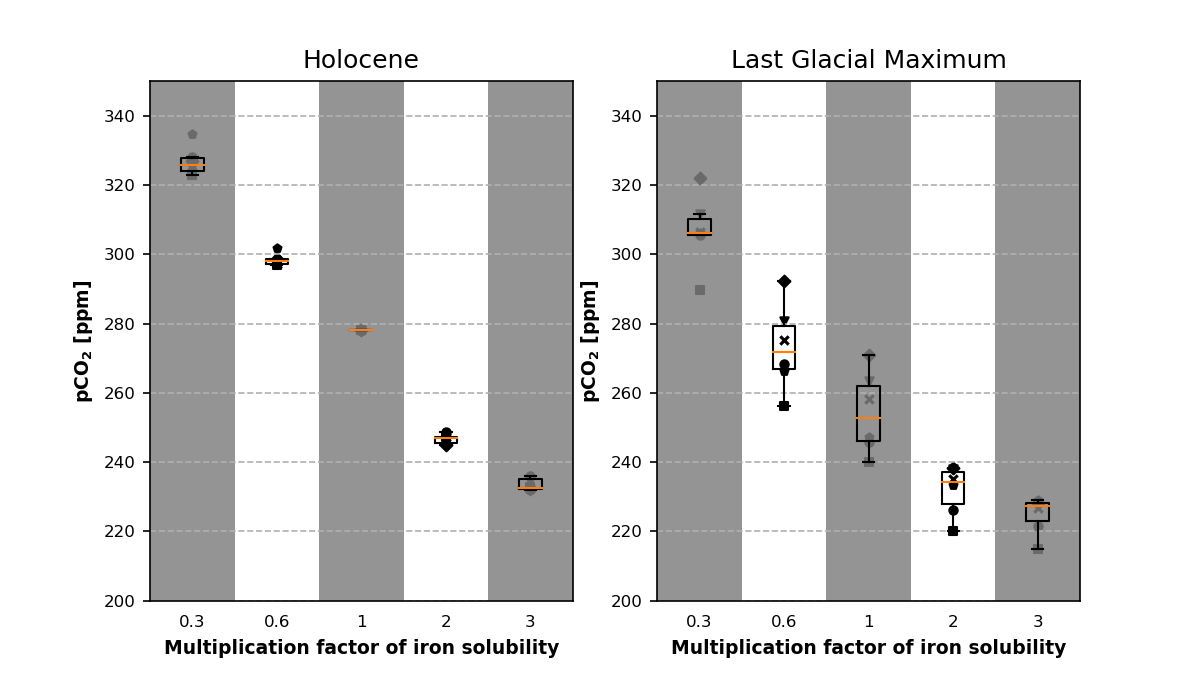 Holocene
Last Glacial Maximum
340
320
300
280
260
240
220
200
pCO₂ [ppm]
0.3 0.6 1 2 3
Multiplication factor of iron solubility
340
320
300
280
260
240
220
200
pCO₂ [ppm]
0.3 0.6 1 2 3
Multiplication factor of iron solubility